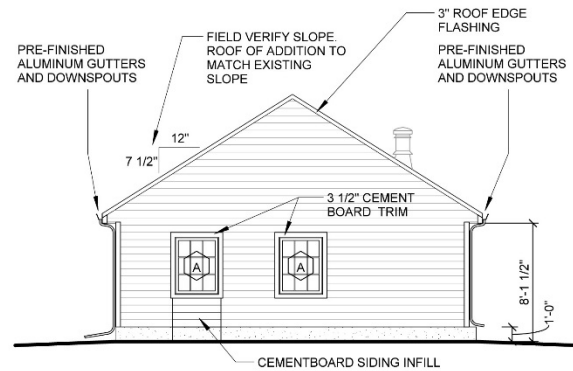 3" ROOF EDGE
FLASHING
FIELD VERIFY SLOPE.
ROOF OF ADDITION TO
MATCH EXISTING
SLOPE
PRE-FINISHED
ALUMINUM GUTTERS
AND DOWNSPOUTS
PRE-FINISHED
ALUMINUM GUTTERS
AND DOWNSPOUTS
12"
7 1/2"
3 1/2" CEMENT
BOARD TRIM
A
A
8'-1 1/2"
1'-0"
CEMENTBOARD SIDING INFILL